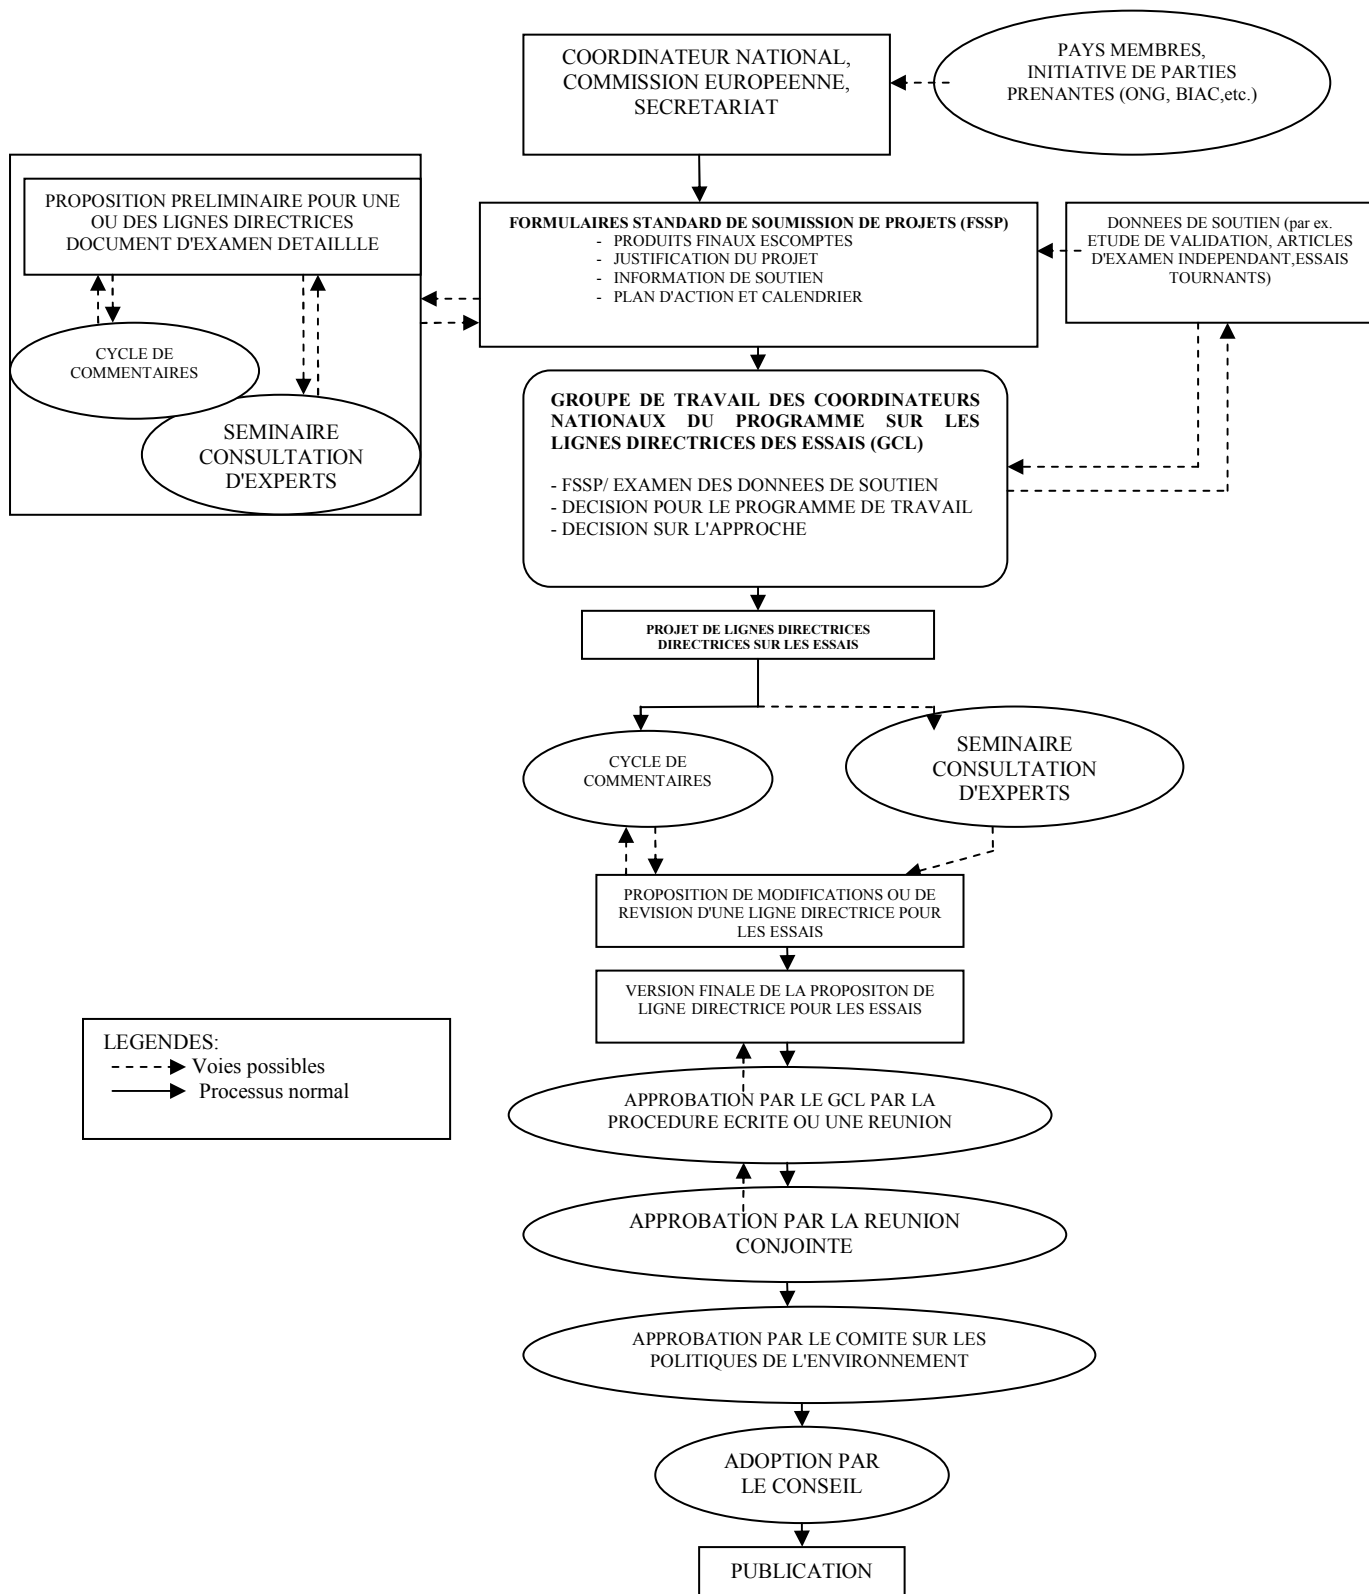 COORDINATEUR NATIONAL,
COMMISSION EUROPEENNE,
SECRETARIAT
PAYS MEMBRES,
INITIATIVE DE PARTIES
PRENANTES (ONG, BIAC,etc.)
PROPOSITION PRELIMINAIRE POUR UNE
OU DES LIGNES DIRECTRICES
DOCUMENT D'EXAMEN DETAILLLE
FORMULAIRES STANDARD DE SOUMISSION DE PROJETS (FSSP)
- PRODUITS FINAUX ESCOMPTES
- JUSTIFICATION DU PROJET
- INFORMATION DE SOUTIEN
- PLAN D'ACTION ET CALENDRIER
DONNEES DE SOUTIEN (par ex.
ETUDE DE VALIDATION, ARTICLES
D'EXAMEN INDEPENDANT,ESSAIS
TOURNANTS)
CYCLE DE
COMMENTAIRES
SEMINAIRE
CONSULTATION
D'EXPERTS
GROUPE DE TRAVAIL DES COORDINATEURS
NATIONAUX DU PROGRAMME SUR LES
LIGNES DIRECTRICES DES ESSAIS (GCL)
- FSSP/ EXAMEN DES DONNEES DE SOUTIEN
- DECISION POUR LE PROGRAMME DE TRAVAIL
- DECISION SUR L'APPROCHE
PROJET DE LIGNES DIRECTRICES
DIRECTRICES SUR LES ESSAIS
CYCLE DE
COMMENTAIRES
SEMINAIRE
CONSULTATION
D'EXPERTS
PROPOSITION DE MODIFICATIONS OU DE
REVISION D'UNE LIGNE DIRECTRICE POUR
LES ESSAIS
VERSION FINALE DE LA PROPOSITON DE
LIGNE DIRECTRICE POUR LES ESSAIS
LEGENDES:
Voies possibles
Processus normal
APPROBATION PAR LE GCL PAR LA
PROCEDURE ECRITE OU UNE REUNION
APPROBATION PAR LA REUNION
CONJOINTE
APPROBATION PAR LE COMITE SUR LES
POLITIQUES DE L'ENVIRONNEMENT
ADOPTION PAR
LE CONSEIL
PUBLICATION